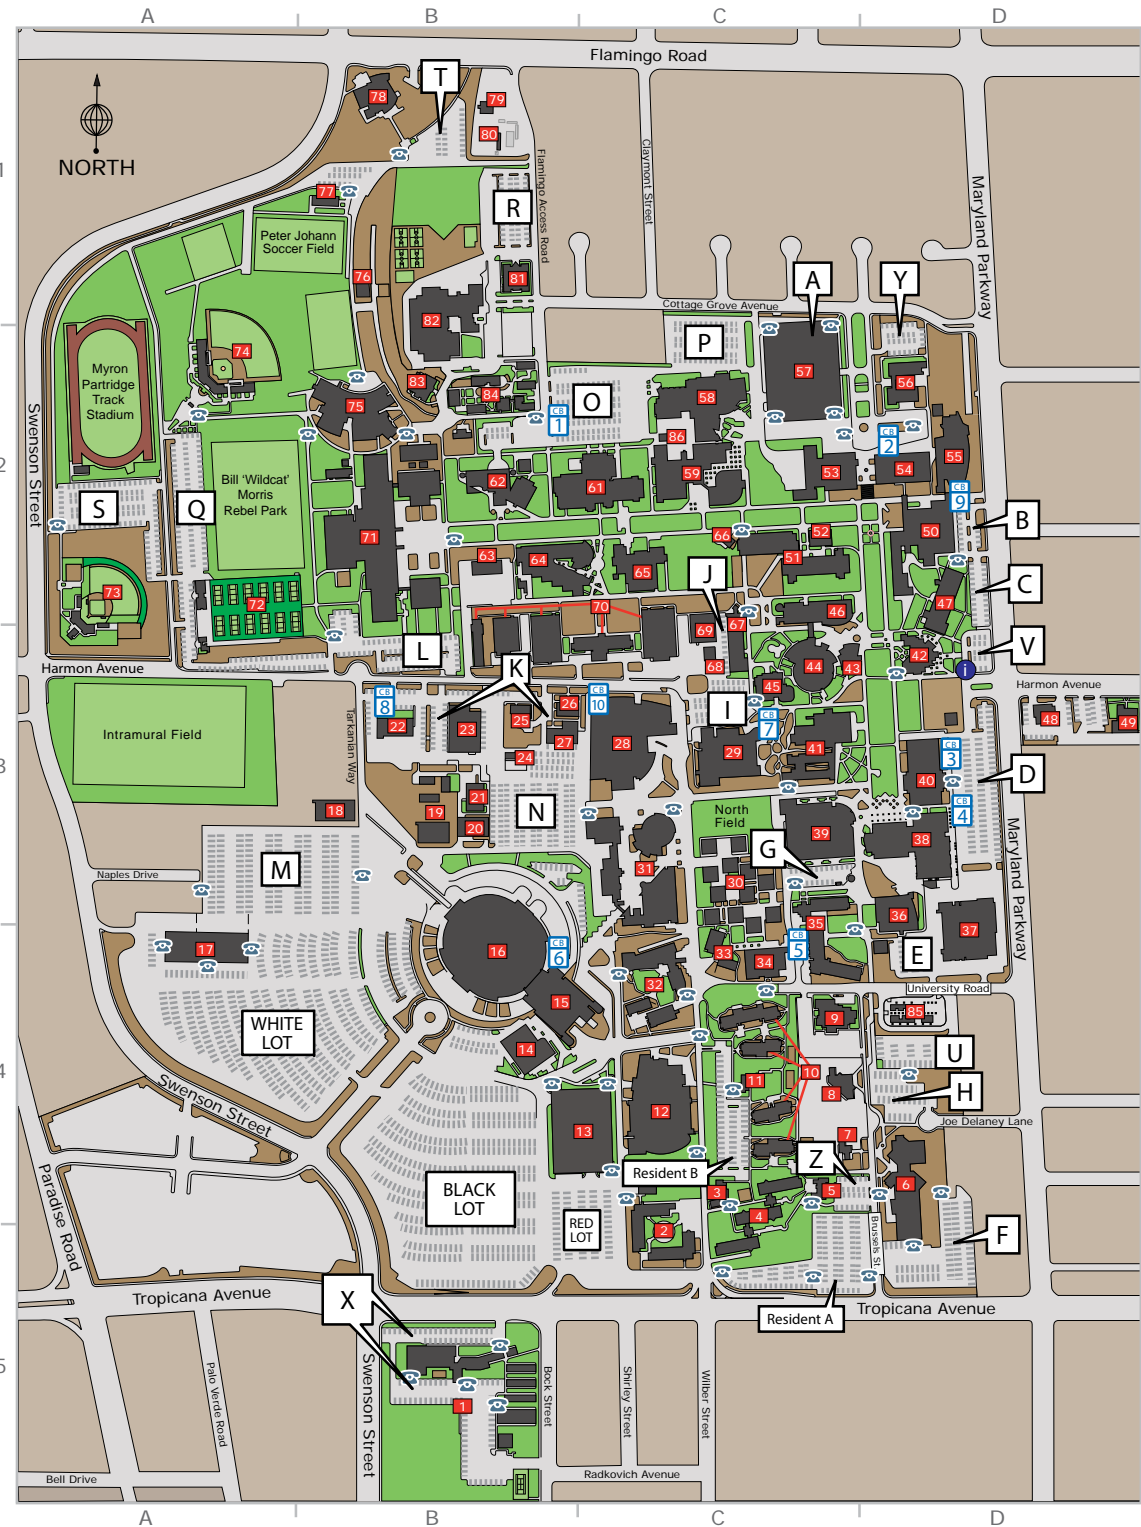 A B C D
Flamingo Road
T
78
79
80
NORTH
1
Flamingo Access Road
Claymont Street
Maryland Parkway
77
R
Peter Johann
Soccer Field
76
81
A
Y
Cottage Grove Avenue
82
P
74
57
Myron
Partridge
Track
Stadium
83
84
56
75
O
58
CB
1
86
CB
2
55
Swenson Street
2
59
53
54
62
61
Bill 'Wildcat'
Morris
Rebel Park
S
Q
CB
9
B
50
71
66
52
63
64
51
65
J
C
73
72
70
46
47
69
67
L
V
42
Harmon Avenue
K
68
44
43
i
45
Harmon Avenue
CB
8
CB
10
26
I
CB
7
22
23
25
48
49
Intramural Field
Tarkanian Way
27
28
29
41
CB
3
24
3
40
D
21
N
18
19
CB
4
North
Field
20
39
38
Maryland Parkway
G
31
M
30
Naples Drive
36
35
37
17
16
CB
6
CB
5
33
34
E
32
University Road
15
WHITE
LOT
9
85
14
U
10
4
11
8
H
Swenson Street
12
Joe Delaney Lane
13
7
Z
Resident B
Paradise Road
BLACK
LOT
3
5
6
4
RED
LOT
2
Brussels St.
F
X
Tropicana Avenue
Tropicana Avenue
Resident A
5
Swenson Street
Palo Verde Road
Bock Street
Shirley Street
Wilber Street
1
Bell Drive
Radkovich Avenue
A B C D